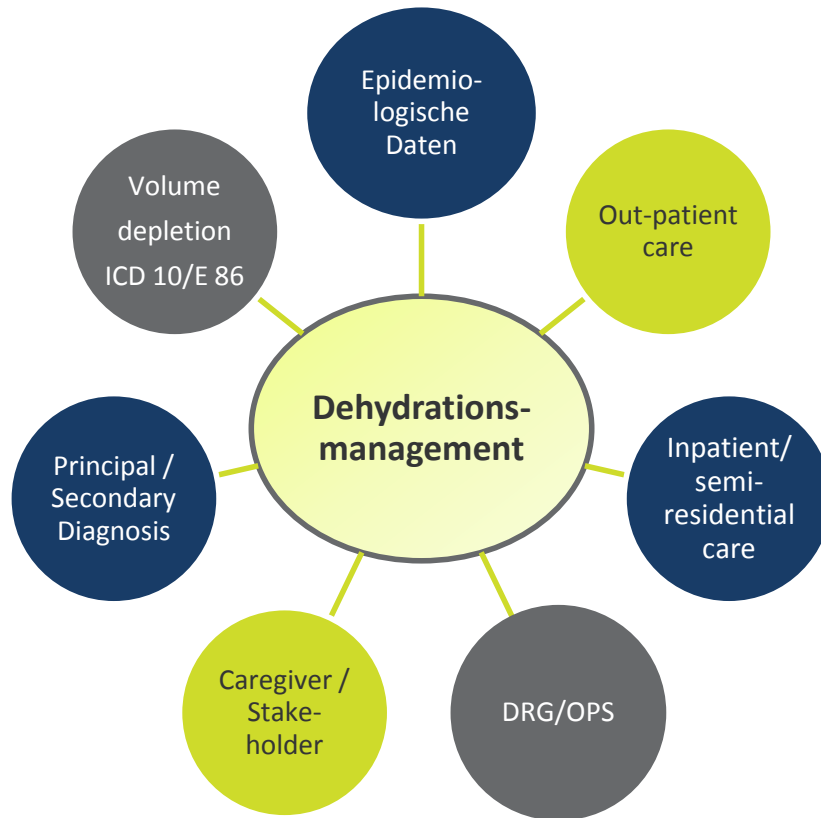 Epidemio-
logische
Daten
Volume
depletion
ICD 10/E 86
Out-patient
care
Dehydrations-
management
Principal /
Secondary
Diagnosis
Inpatient/
semi-
residential
care
Caregiver /
Stake-
holder
DRG/OPS